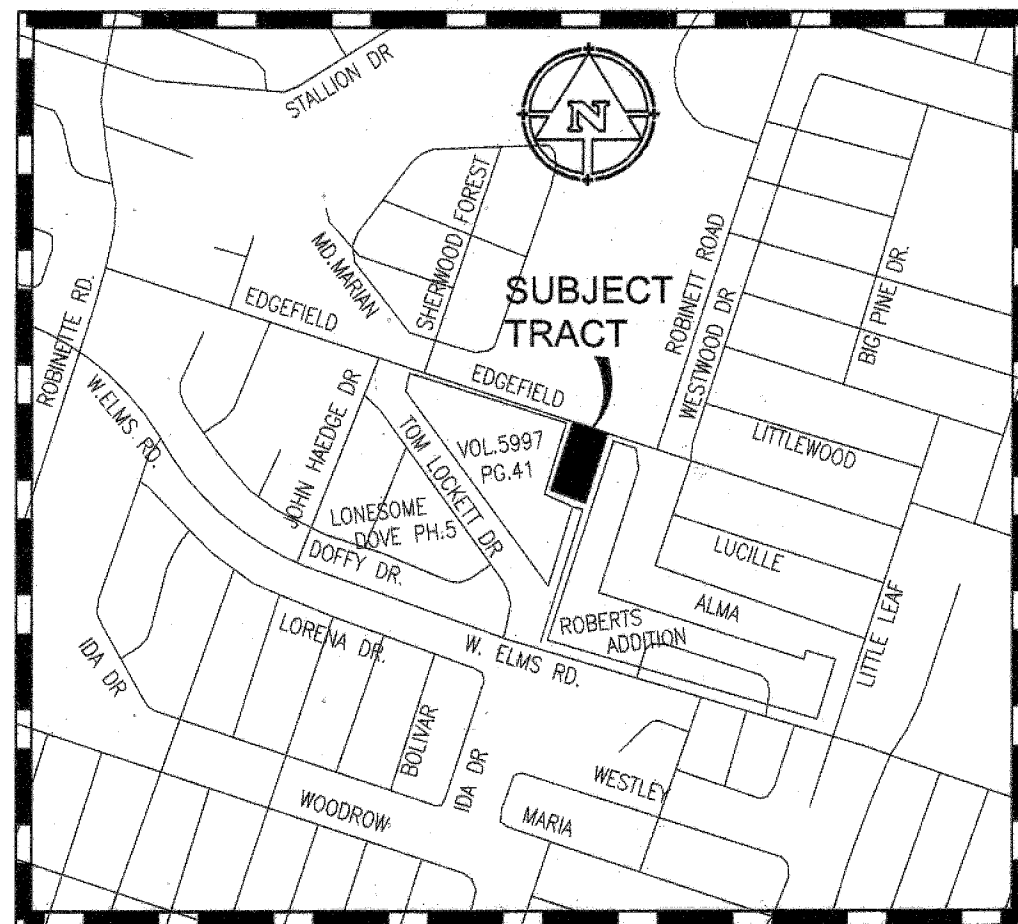 STALLION DR
N
MD.MARIAN
SHERWOOD FOREST
ROBINETTE RD.
EDGEFIELD
SUBJECT
TRACT
ROBINETT ROAD
WESTWOOD DR
BIG PINE DR.
W.ELMS RD.
JOHN HAEDGE DR
EDGEFIELD
TOM LOCKETT DR
VOL.5997
PG.41
LITTLEWOOD
LONESOME
DOVE PH.5
DOFFY DR.
LUCILLE
ALMA
LITTLE LEAF
ROBERTS
ADDITION
LORENA DR.
W. ELMS RD.
IDA DR
BOLIVAR
IDA DR
WESTLEY
WOODROW
MARIA